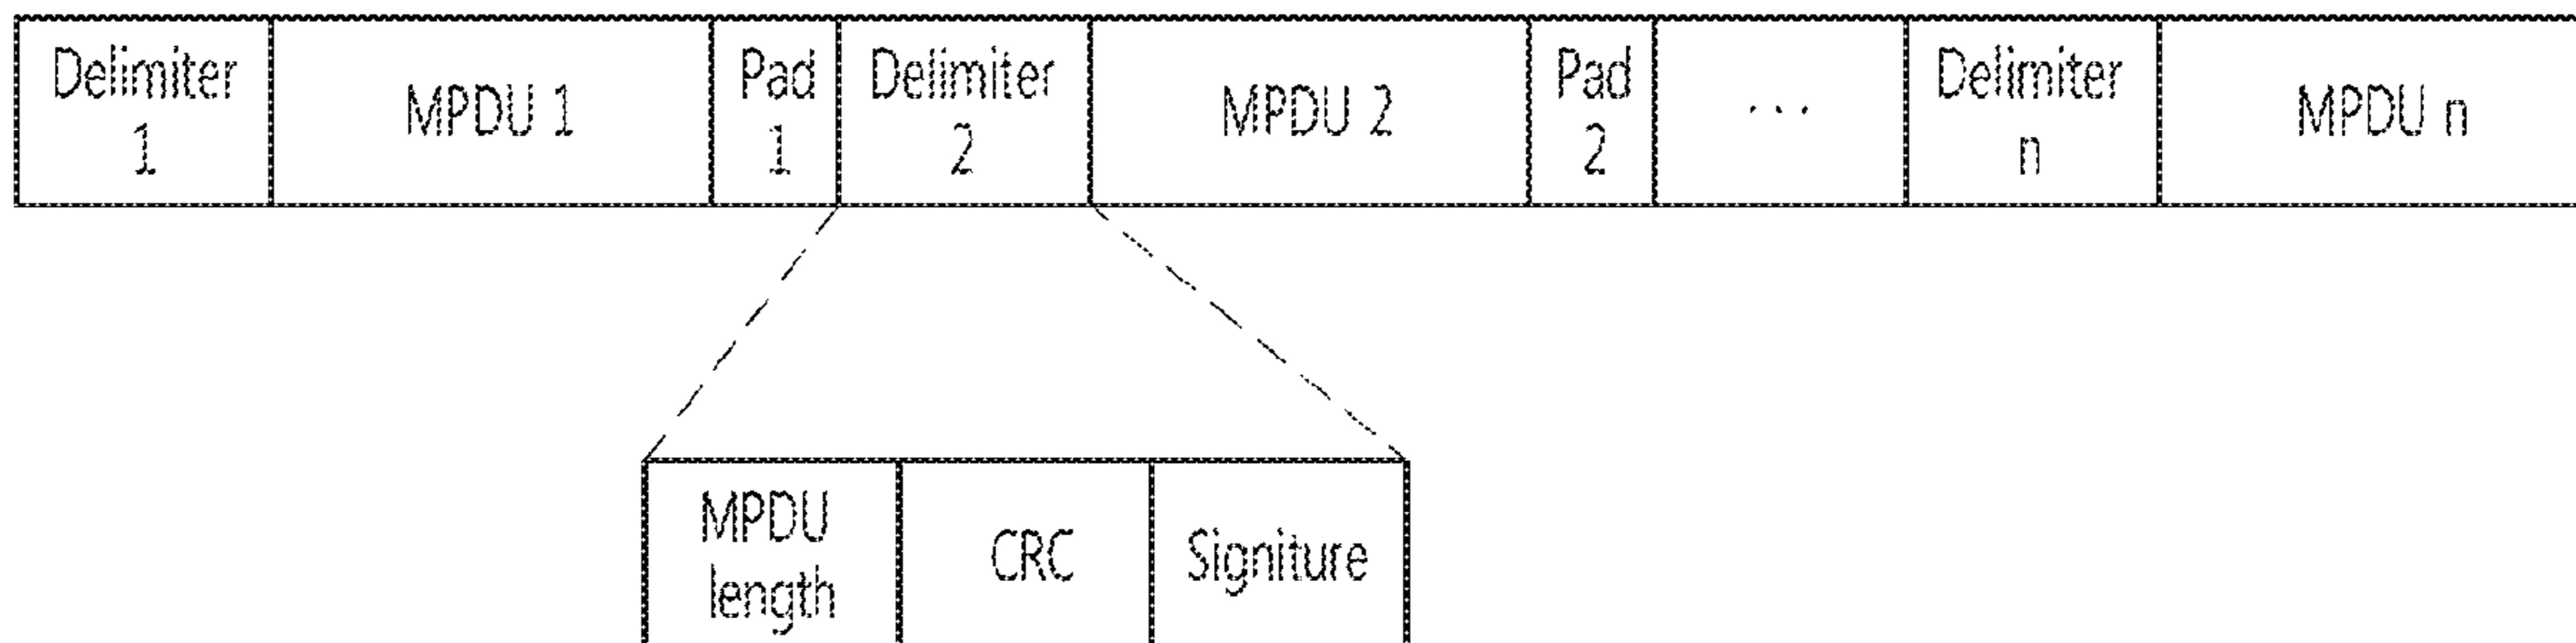 Delimiter
1
MPDU 1
Pad
1
Delimiter
2
MPDU 2
Pad
2
...
Delimiter
n
MPDU n
MPDU
length
CRC
Signiture